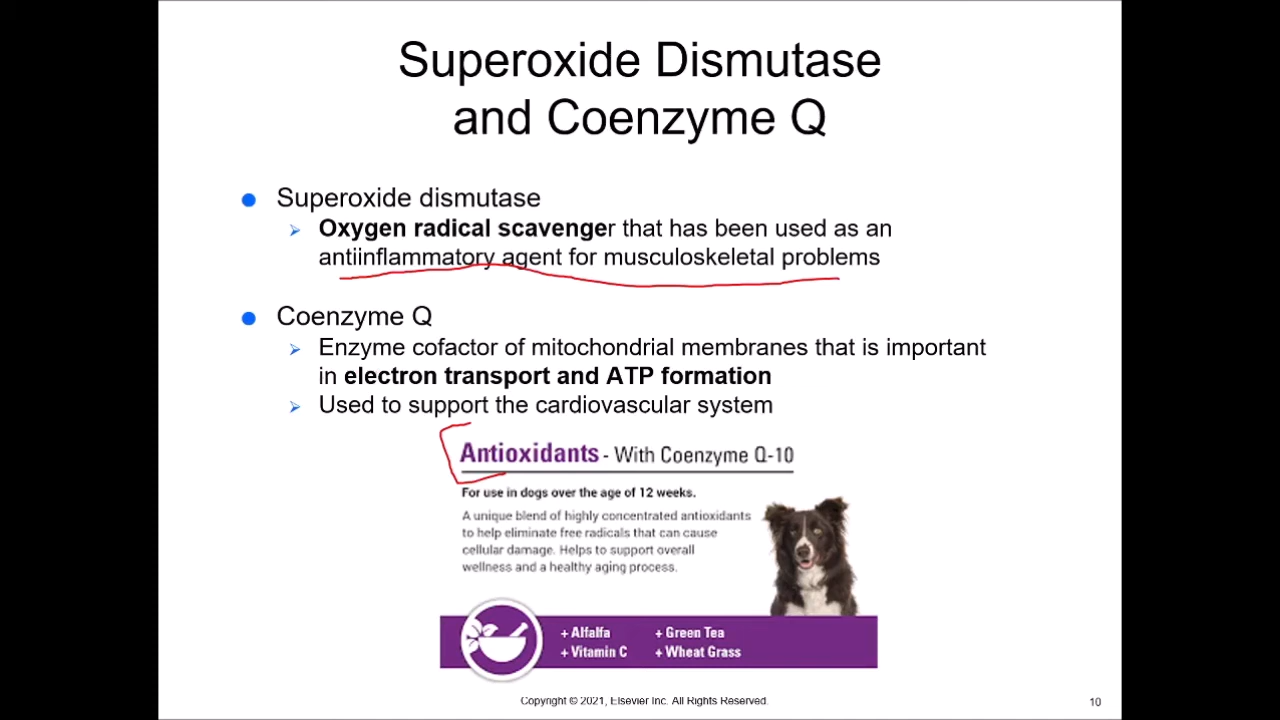 Superoxide Dismutase
and Coenzyme Q
Superoxide dismutase
Oxygen radical scavenger that has been used as an
antiinflammatory agent for musculoskeletal problems
Coenzyme Q
Enzyme cofactor of mitochondrial membranes that is important
in electron transport and ATP formation
Used to support the cardiovascular system
Antioxidants - With Coenzyme Q-10
For use in dogs over the age of 12 weeks.
A unique blend of highly concentrated antioxidants
to help eliminate free radicals that can cause
cellular damage. Helps to support overall
wellness and a healthy aging process.
+ Alfalfa + Green Tea
+ Vitamin C + Wheat Grass
Copyright © 2021, Elsevier Inc. All Rights Reserved.
10